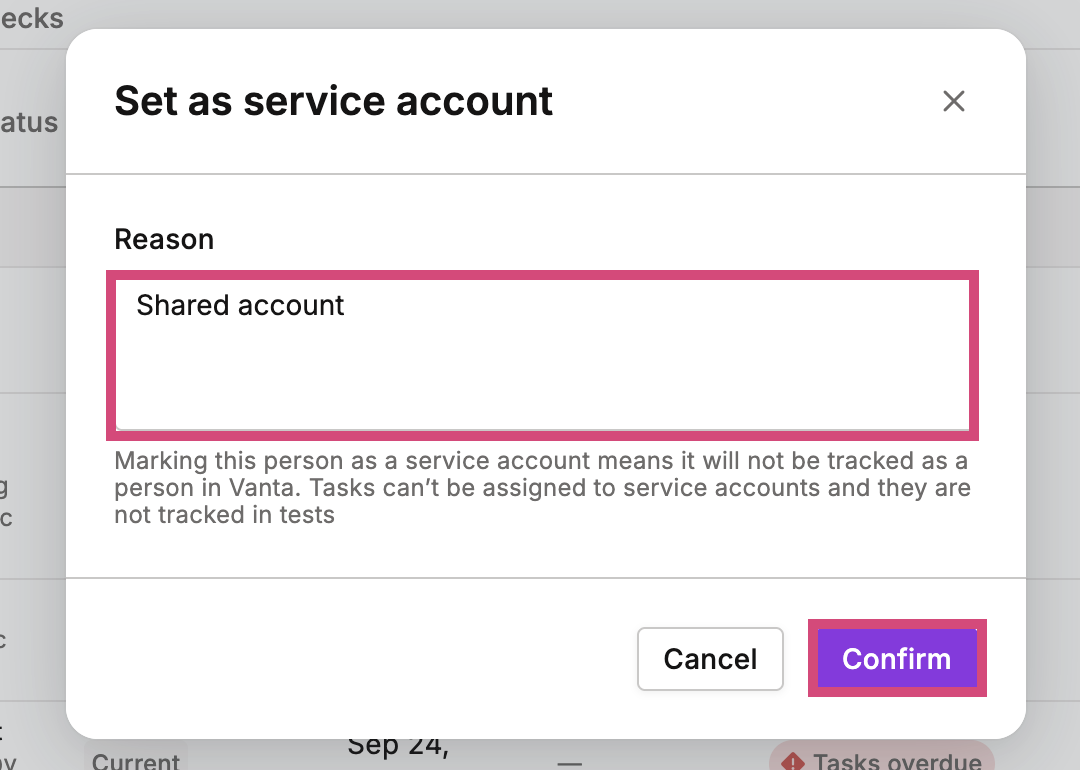 ecks
Set as service account
atus
Reason
Shared account
Marking this person as a service account means it will not be tracked as a
person in Vanta. Tasks can’t be assigned to service accounts and they are
not tracked in tests
Cancel
Confirm
Sep 24,
Current
Tasks overdue